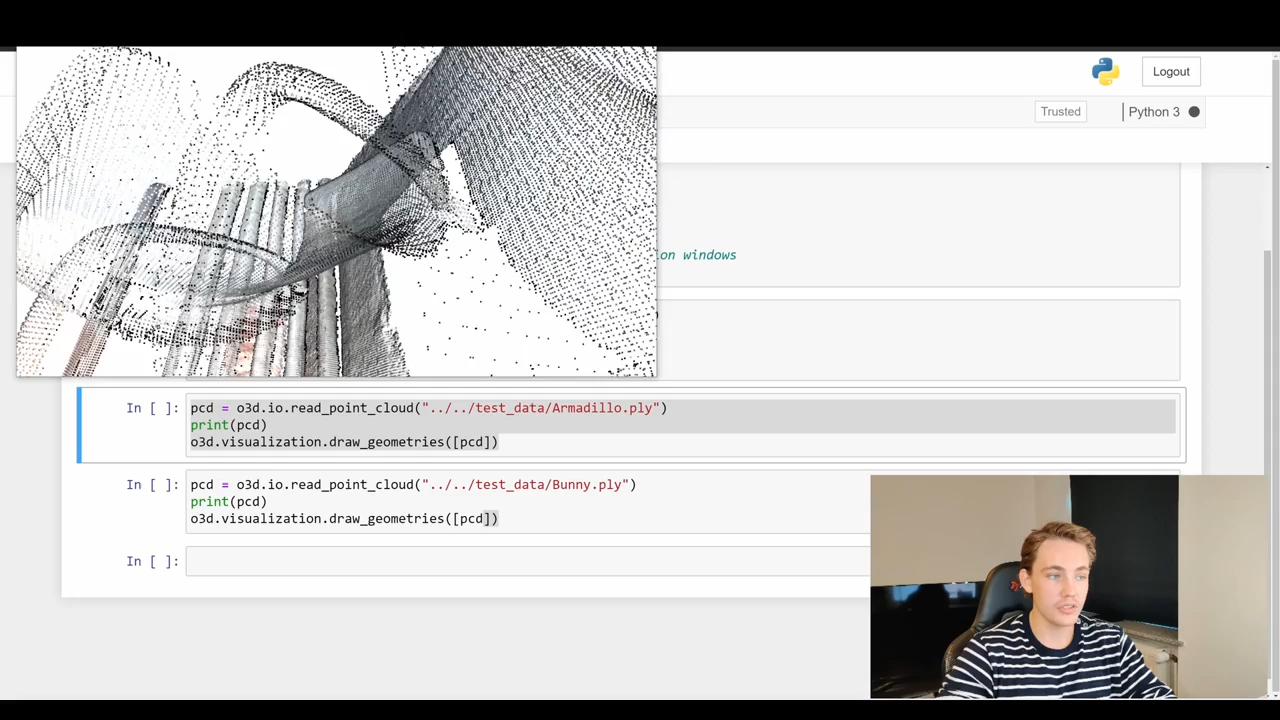 Logout
Trusted
Python 3
on windows
In [ ]:
pcd = o3d.io.read_point_cloud("../../test_data/Armadillo.ply")
print(pcd)
o3d.visualization.draw_geometries([pcd])
In [ ]:
pcd = o3d.io.read_point_cloud("../../test_data/Bunny.ply")
print(pcd)
o3d.visualization.draw_geometries([pcd])
In [ ]: